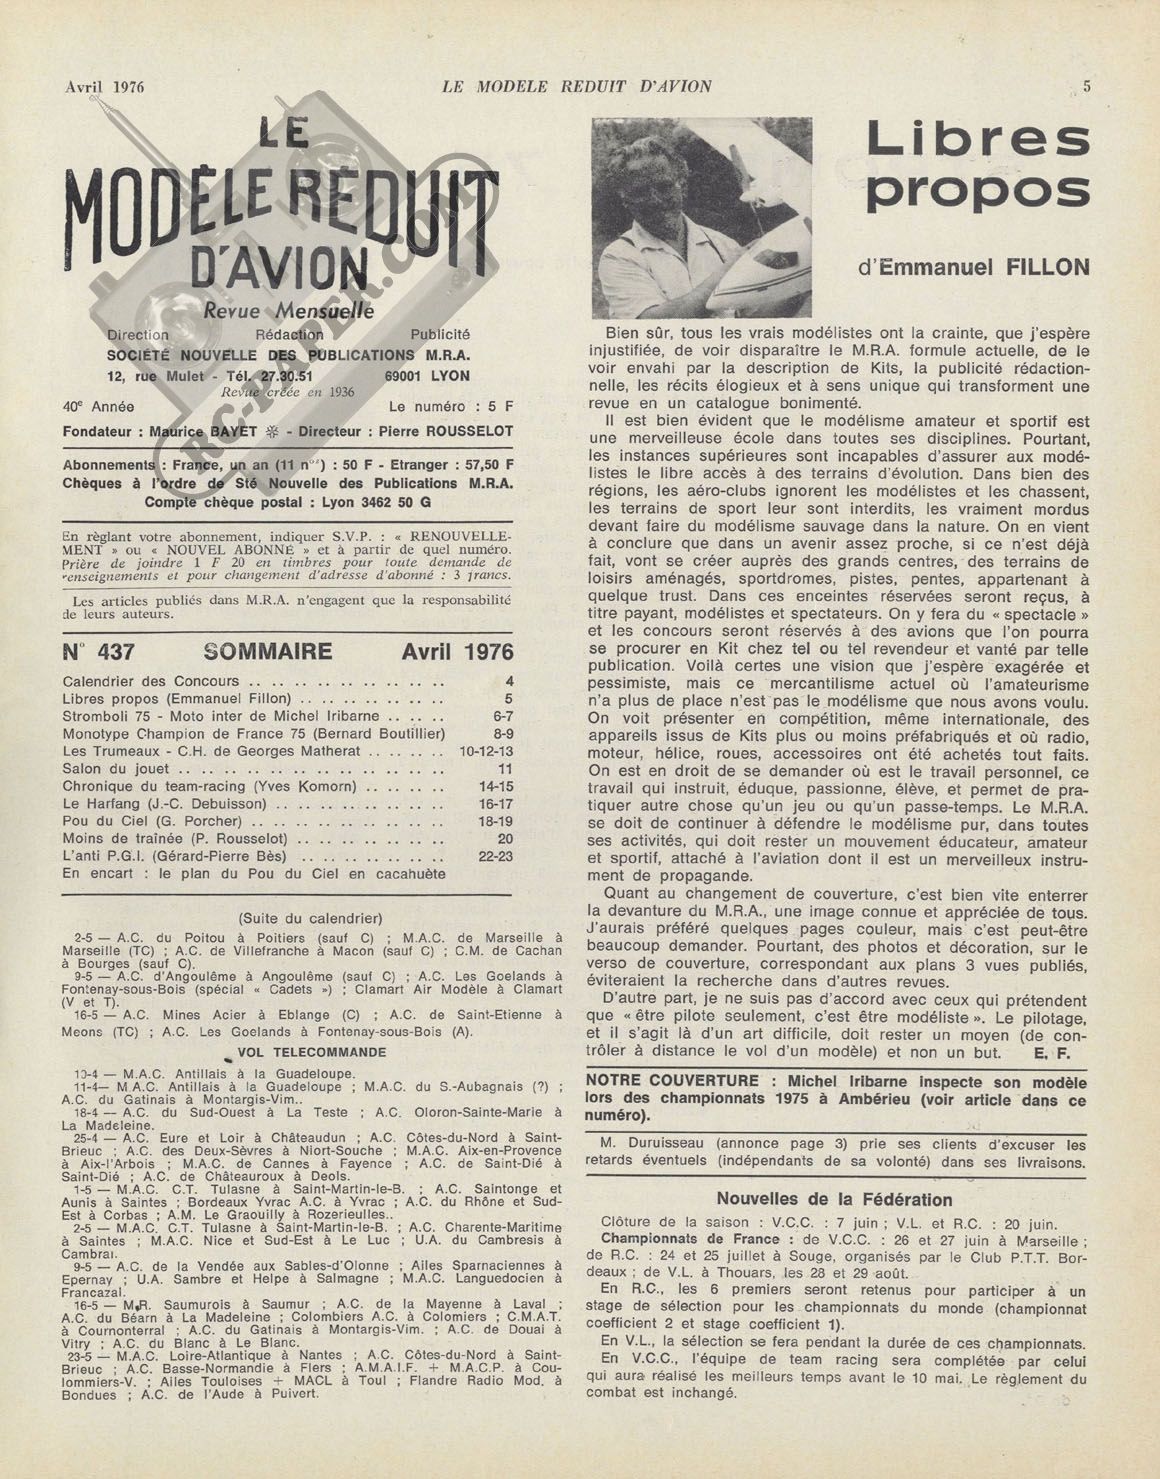 Avril 1976
LE MODELE REDUIT D'AVION
5
LE
MODÈLE RÉDUIT
D'AVION
Revue Mensuelle
Direction Rédaction Publicité
SOCIÉTÉ NOUVELLE DES PUBLICATIONS M.R.A.
12, rue Mulet - Tél. 27.30.51 69001 LYON
Revue créée en 1936
40e Année Le numéro : 5 F
Fondateur : Maurice BAYET ❊ - Directeur : Pierre ROUSSELOT
Abonnements : France, un an (11 nos) : 50 F - Etranger : 57,50 F
Chèques à l'ordre de Sté Nouvelle des Publications M.R.A.
Compte chèque postal : Lyon 3462 50 G
En règlant votre abonnement, indiquer S.V.P. : « RENOUVELLE-
MENT » ou « NOUVEL ABONNÉ » et à partir de quel numéro.
Prière de joindre 1 F 20 en timbres pour toute demande de
renseignements et pour changement d'adresse d'abonné : 3 francs.
Les articles publiés dans M.R.A. n'engagent que la responsabilité
de leurs auteurs.
N° 437 SOMMAIRE Avril 1976
Calendrier des Concours .. .. .. .. .. .. .. .. .. .. .. 4
Libres propos (Emmanuel Fillon) .. .. .. .. .. .. .. .. 5
Stromboli 75 - Moto inter de Michel Iribarne .. .. .. .. 6-7
Monotype Champion de France 75 (Bernard Boutillier) 8-9
Les Trumeaux - C.H. de Georges Matherat .. .. .. .. 10-12-13
Salon du jouet .. .. .. .. .. .. .. .. .. .. .. .. .. .. 11
Chronique du team-racing (Yves Komorn) .. .. .. .. 14-15
Le Harfang (J.-C. Debuisson) .. .. .. .. .. .. .. .. .. 16-17
Pou du Ciel (G. Porcher) .. .. .. .. .. .. .. .. .. .. .. 18-19
Moins de traînée (P. Rousselot) .. .. .. .. .. .. .. .. 20
L'anti P.G.I. (Gérard-Pierre Bès) .. .. .. .. .. .. .. .. 22-23
En encart : le plan du Pou du Ciel en cacahuète
(Suite du calendrier)
2-5 — A.C. du Poitou à Poitiers (sauf C) ; M.A.C. de Marseille à
Marseille (TC) ; A.C. de Villefranche à Macon (sauf C) ; C.M. de Cachan
à Bourges (sauf C).
9-5 — A.C. d'Angoulême à Angoulême (sauf C) ; A.C. Les Goelands à
Fontenay-sous-Bois (spécial « Cadets ») ; Clamart Air Modèle à Clamart
(V et T).
16-5 — A.C. Mines Acier à Eblange (C) ; A.C. de Saint-Etienne à
Meons (TC) ; A.C. Les Goelands à Fontenay-sous-Bois (A).
VOL TELECOMMANDE
10-4 — M.A.C. Antillais à la Guadeloupe.
11-4— M.A.C. Antillais à la Guadeloupe ; M.A.C. du S.-Aubagnais (?) ;
A.C. du Gatinais à Montargis-Vim..
18-4 — A.C. du Sud-Ouest à La Teste ; A.C. Oloron-Sainte-Marie à
La Madeleine.
25-4 — A.C. Eure et Loir à Châteaudun ; A.C. Côtes-du-Nord à Saint-
Brieuc ; A.C. des Deux-Sèvres à Niort-Souche ; M.A.C. Aix-en-Provence
à Aix-l'Arbois ; M.A.C. de Cannes à Fayence ; A.C. de Saint-Dié à
Saint-Dié ; A.C. de Châteauroux à Deols.
1-5 — M.A.C. C.T. Tulasne à Saint-Martin-le-B. ; A.C. Saintonge et
Aunis à Saintes ; Bordeaux Yvrac A.C. à Yvrac ; A.C. du Rhône et Sud-
Est à Corbas ; A.M. Le Graouilly à Rozerieulles..
2-5 — M.A.C. C.T. Tulasne à Saint-Martin-le-B. ; A.C. Charente-Maritime
à Saintes ; M.A.C. Nice et Sud-Est à Le Luc ; U.A. du Cambresis à
Cambrai.
9-5 — A.C. de la Vendée aux Sables-d'Olonne ; Ailes Sparnaciennes à
Epernay ; U.A. Sambre et Helpe à Salmagne ; M.A.C. Languedocien à
Francazal.
16-5 — M.R. Saumurois à Saumur ; A.C. de la Mayenne à Laval ;
A.C. du Béarn à La Madeleine ; Colombiers A.C. à Colomiers ; C.M.A.T.
à Cournonterral ; A.C. du Gatinais à Montargis-Vim. ; A.C. de Douai à
Vitry ; A.C. du Blanc à Le Blanc.
23-5 — M.A.C. Loire-Atlantique à Nantes ; A.C. Côtes-du-Nord à Saint-
Brieuc ; A.C. Basse-Normandie à Flers ; A.M.A.I.F. + M.A.C.P. à Cou-
lommiers-V. ; Ailes Touloises + MACL à Toul ; Flandre Radio Mod. à
Bondues ; A.C. de l'Aude à Puivert.
Libres
propos
d'Emmanuel FILLON
Bien sûr, tous les vrais modélistes ont la crainte, que j'espère
injustifiée, de voir disparaître le M.R.A. formule actuelle, de le
voir envahi par la description de Kits, la publicité rédaction-
nelle, les récits élogieux et à sens unique qui transforment une
revue en un catalogue bonimenté.
Il est bien évident que le modélisme amateur et sportif est
une merveilleuse école dans toutes ses disciplines. Pourtant,
les instances supérieures sont incapables d'assurer aux modé-
listes le libre accès à des terrains d'évolution. Dans bien des
régions, les aéro-clubs ignorent les modélistes et les chassent,
les terrains de sport leur sont interdits, les vraiment mordus
devant faire du modélisme sauvage dans la nature. On en vient
à conclure que dans un avenir assez proche, si ce n'est déjà
fait, vont se créer auprès des grands centres, des terrains de
loisirs aménagés, sportdromes, pistes, pentes, appartenant à
quelque trust. Dans ces enceintes réservées seront reçus, à
titre payant, modélistes et spectateurs. On y fera du « spectacle »
et les concours seront réservés à des avions que l'on pourra
se procurer en Kit chez tel ou tel revendeur et vanté par telle
publication. Voilà certes une vision que j'espère exagérée et
pessimiste, mais ce mercantilisme actuel où l'amateurisme
n'a plus de place n'est pas le modélisme que nous avons voulu.
On voit présenter en compétition, même internationale, des
appareils issus de Kits plus ou moins préfabriqués et où radio,
moteur, hélice, roues, accessoires ont été achetés tout faits.
On est en droit de se demander où est le travail personnel, ce
travail qui instruit, éduque, passionne, élève, et permet de pra-
tiquer autre chose qu'un jeu ou qu'un passe-temps. Le M.R.A.
se doit de continuer à défendre le modélisme pur, dans toutes
ses activités, qui doit rester un mouvement éducateur, amateur
et sportif, attaché à l'aviation dont il est un merveilleux instru-
ment de propagande.
Quant au changement de couverture, c'est bien vite enterrer
la devanture du M.R.A., une image connue et appréciée de tous.
J'aurais préféré quelques pages couleur, mais c'est peut-être
beaucoup demander. Pourtant, des photos et décoration, sur le
verso de couverture, correspondant aux plans 3 vues publiés,
éviteraient la recherche dans d'autres revues.
D'autre part, je ne suis pas d'accord avec ceux qui prétendent
que « être pilote seulement, c'est être modéliste ». Le pilotage,
et il s'agit là d'un art difficile, doit rester un moyen (de con-
trôler à distance le vol d'un modèle) et non un but. E. F.
NOTRE COUVERTURE : Michel Iribarne inspecte son modèle
lors des championnats 1975 à Ambérieu (voir article dans ce
numéro).
M. Duruisseau (annonce page 3) prie ses clients d'excuser les
retards éventuels (indépendants de sa volonté) dans ses livraisons.
Nouvelles de la Fédération
Clôture de la saison : V.C.C. : 7 juin ; V.L. et R.C. : 20 juin.
Championnats de France : de V.C.C. : 26 et 27 juin à Marseille ;
de R.C. : 24 et 25 juillet à Souge, organisés par le Club P.T.T. Bor-
deaux ; de V.L. à Thouars, les 28 et 29 août.
En R.C., les 6 premiers seront retenus pour participer à un
stage de sélection pour les championnats du monde (championnat
coefficient 2 et stage coefficient 1).
En V.L., la sélection se fera pendant la durée de ces championnats.
En V.C.C., l'équipe de team racing sera complétée par celui
qui aura réalisé les meilleurs temps avant le 10 mai. Le règlement du
combat est inchangé.
RC-PAPER.COM